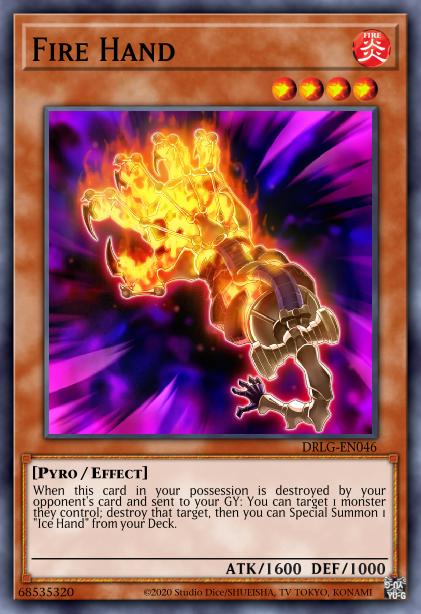 FIRE HAND
FIRE
炎
DRLG-EN046
[PYRO / EFFECT]
When this card in your possession is destroyed by your
opponent's card and sent to your GY: You can target 1 monster
they control; destroy that target, then you can Special Summon 1
"Ice Hand" from your Deck.
ATK/1600 DEF/1000
68535320
©2020 Studio Dice/SHUEISHA, TV TOKYO, KONAMI